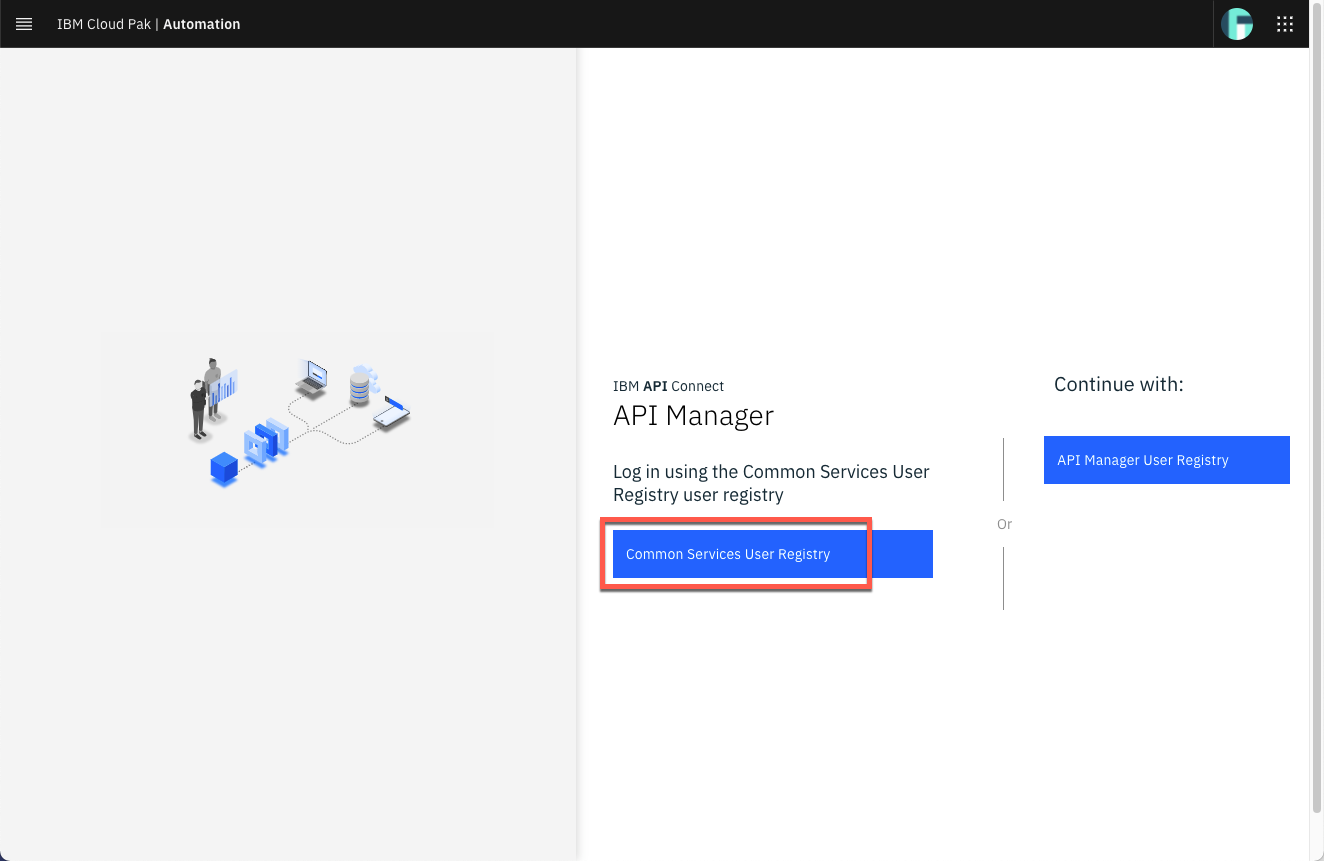 IBM Cloud Pak | Automation
IBM API Connect
API Manager
Log in using the Common Services User
Registry user registry
Common Services User Registry
Or
Continue with:
API Manager User Registry